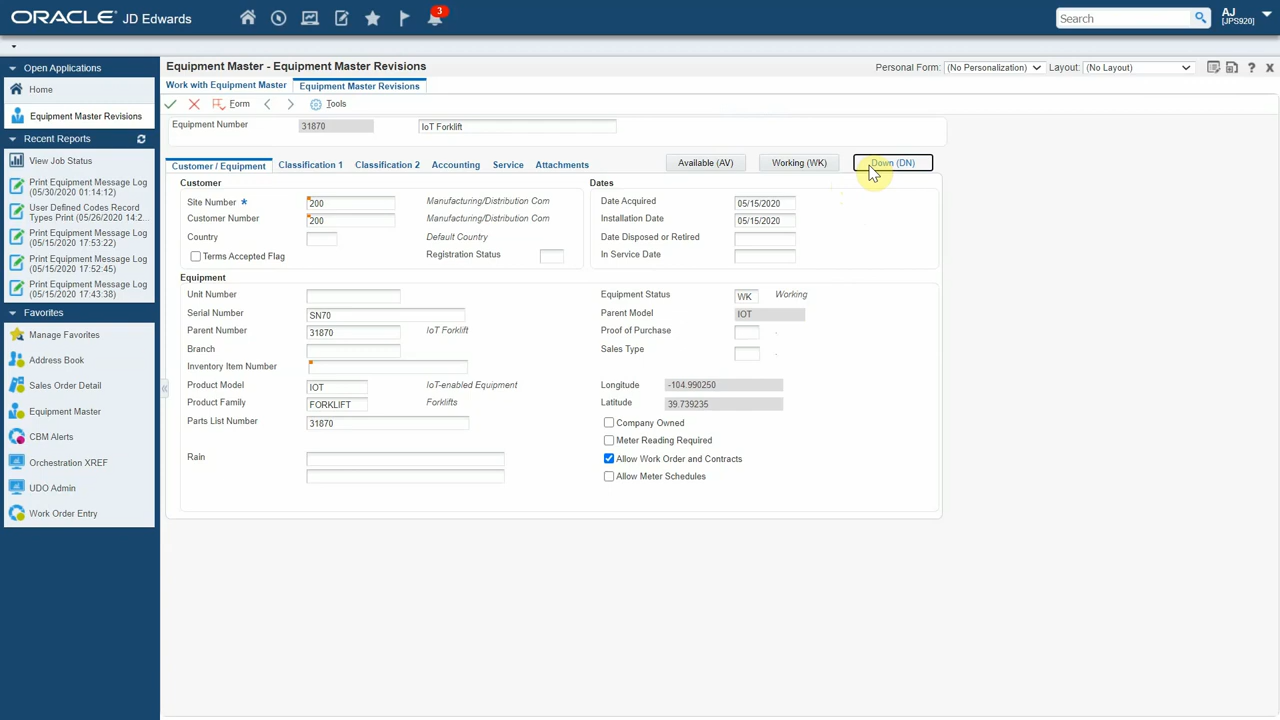 ORACLE JD Edwards
3
Search
AJ
[JPS920]
Open Applications
Home
Equipment Master Revisions
Recent Reports
View Job Status
Print Equipment Message Log
(05/30/2020 01:14:12)
User Defined Codes Record
Types Print (05/26/2020 14:2...
Print Equipment Message Log
(05/15/2020 17:53:22)
Print Equipment Message Log
(05/15/2020 17:52:45)
Print Equipment Message Log
(05/15/2020 17:43:38)
Favorites
Manage Favorites
Address Book
Sales Order Detail
Equipment Master
CBM Alerts
Orchestration XREF
UDO Admin
Work Order Entry
Equipment Master - Equipment Master Revisions
Personal Form: (No Personalization) Layout: (No Layout)
Work with Equipment Master Equipment Master Revisions
Form Tools
Equipment Number 31870 IoT Forklift
Customer / Equipment Classification 1 Classification 2 Accounting Service Attachments Available (AV) Working (WK) Down (DN)
Customer
Site Number * 200 Manufacturing/Distribution Com
Customer Number 200 Manufacturing/Distribution Com
Country Default Country
Terms Accepted Flag Registration Status
Dates
Date Acquired 05/15/2020
Installation Date 05/15/2020
Date Disposed or Retired
In Service Date
Equipment
Unit Number
Serial Number SN70
Parent Number 31870 IoT Forklift
Branch
Inventory Item Number
Product Model IOT IoT-enabled Equipment
Product Family FORKLIFT Forklifts
Parts List Number 31870
Rain
Equipment Status WK Working
Parent Model IOT
Proof of Purchase .
Sales Type .
Longitude -104.990250
Latitude 39.739235
Company Owned
Meter Reading Required
Allow Work Order and Contracts
Allow Meter Schedules